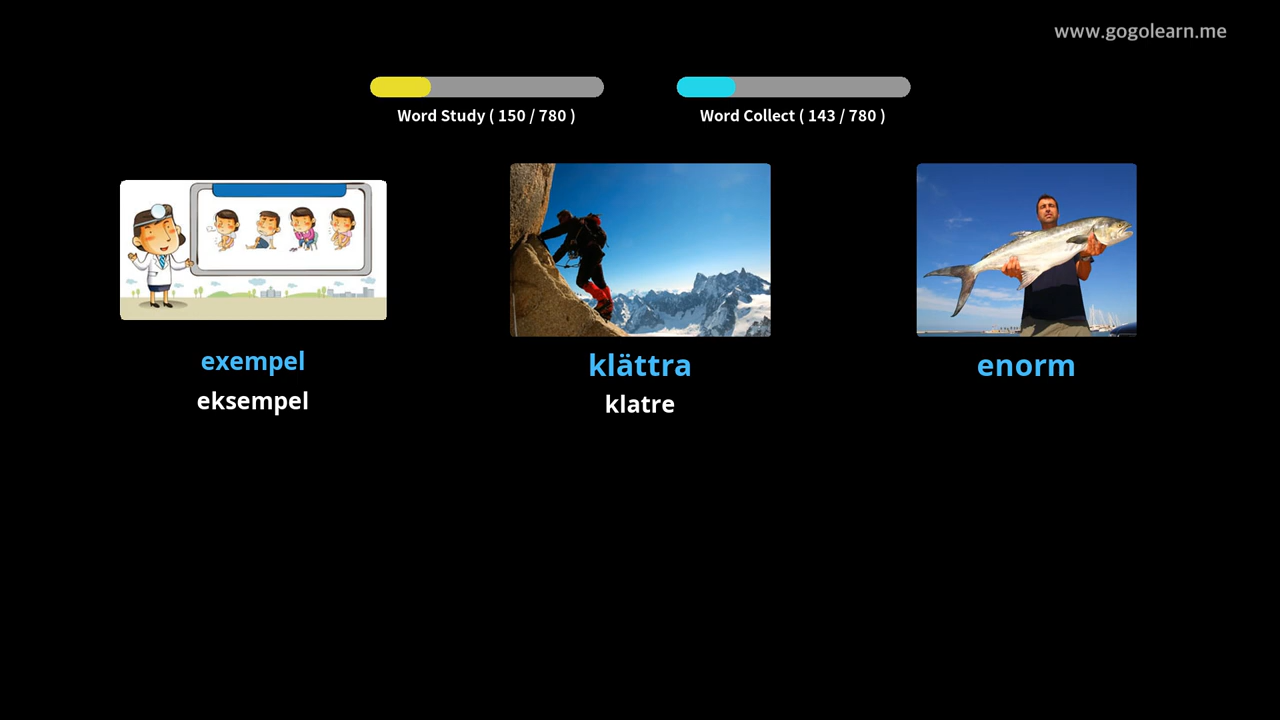 www.gogolearn.me
Word Study ( 150 / 780 )
Word Collect ( 143 / 780 )
exempel
eksempel
klättra
klatre
enorm